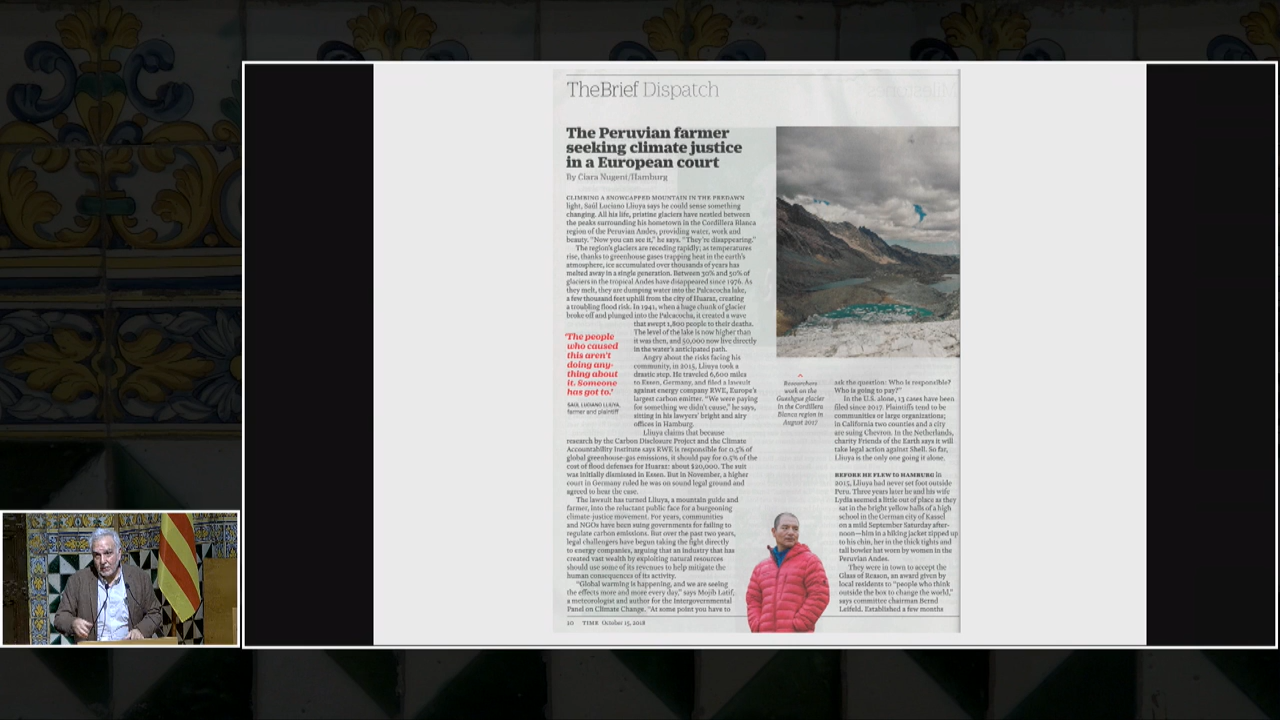 TheBrief Dispatch
The Peruvian farmer
seeking climate justice
in a European court
By Ciara Nugent/Hamburg
CLIMBING A SNOWCAPPED MOUNTAIN IN THE PREDAWN
light, Saúl Luciano Lliuya says he could sense something
changing. All his life, pristine glaciers have nestled between
the peaks surrounding his hometown in the Cordillera Blanca
region of the Peruvian Andes, providing water, work and
beauty. "Now you can see it," he says. "They're disappearing."
The region's glaciers are receding rapidly; as temperatures
rise, thanks to greenhouse gases trapping heat in the earth's
atmosphere, ice accumulated over thousands of years has
melted away in a single generation. Between 30% and 50% of
glaciers in the tropical Andes have disappeared since 1976. As
they melt, they are dumping water into the Palcacocha lake,
a few thousand feet uphill from the city of Huaraz, creating
a troubling flood risk. In 1941, when a huge chunk of glacier
broke off and plunged into the Palcacocha, it created a wave
that swept 1,800 people to their deaths.
The level of the lake is now higher than
it was then, and 50,000 now live directly
in the water's anticipated path.
Angry about the risks facing his
community, in 2015, Lliuya took a
drastic step. He traveled 6,600 miles
to Essen, Germany, and filed a lawsuit
against energy company RWE, Europe's
largest carbon emitter. "We were paying
for something we didn't cause," he says,
sitting in his lawyers' bright and airy
offices in Hamburg.
Lliuya claims that because
research by the Carbon Disclosure Project and the Climate
Accountability Institute says RWE is responsible for 0.5% of
global greenhouse-gas emissions, it should pay for 0.5% of the
cost of flood defenses for Huaraz: about $20,000. The suit
was initially dismissed in Essen. But in November, a higher
court in Germany ruled he was on sound legal ground and
agreed to hear the case.
The lawsuit has turned Lliuya, a mountain guide and
farmer, into the reluctant public face for a burgeoning
climate-justice movement. For years, communities
and NGOs have been suing governments for failing to
regulate carbon emissions. But over the past two years,
legal challenges have begun taking the fight directly
to energy companies, arguing that an industry that has
created vast wealth by exploiting natural resources
should use some of its revenues to help mitigate the
human consequences of its activity.
"Global warming is happening, and we are seeing
the effects more and more every day," says Mojib Latif,
a meteorologist and author for the Intergovernmental
Panel on Climate Change. "At some point you have to
'The people
who caused
this aren't
doing any-
thing about
it. Someone
has got to.'
SAÚL LUCIANO LLIUYA,
farmer and plaintiff
Researchers
work on the
glacier
in the Cordillera
Blanca region in
August 2017
ask the question: Who is responsible?
Who is going to pay?"
In the U.S. alone, 13 cases have been
filed since 2017. Plaintiffs tend to be
communities or large organizations;
in California two counties and a city
are suing Chevron. In the Netherlands,
charity Friends of the Earth says it will
take legal action against Shell. So far,
Lliuya is the only one going it alone.
BEFORE HE FLEW TO HAMBURG in
2015, Lliuya had never set foot outside
Peru. Three years later he and his wife
Lydia seemed a little out of place as they
sat in the bright yellow halls of a high
school in the German city of Kassel
on a mild September Saturday after-
noon—him in a hiking jacket zipped up
to his chin, her in the thick tights and
tall bowler hat worn by women in the
Peruvian Andes.
They were in town to accept the
Glass of Reason, an award given by
local residents to "people who think
outside the box to change the world,"
says committee chairman Bernd
Leifeld. Established a few months
20 TIME October 15, 2018